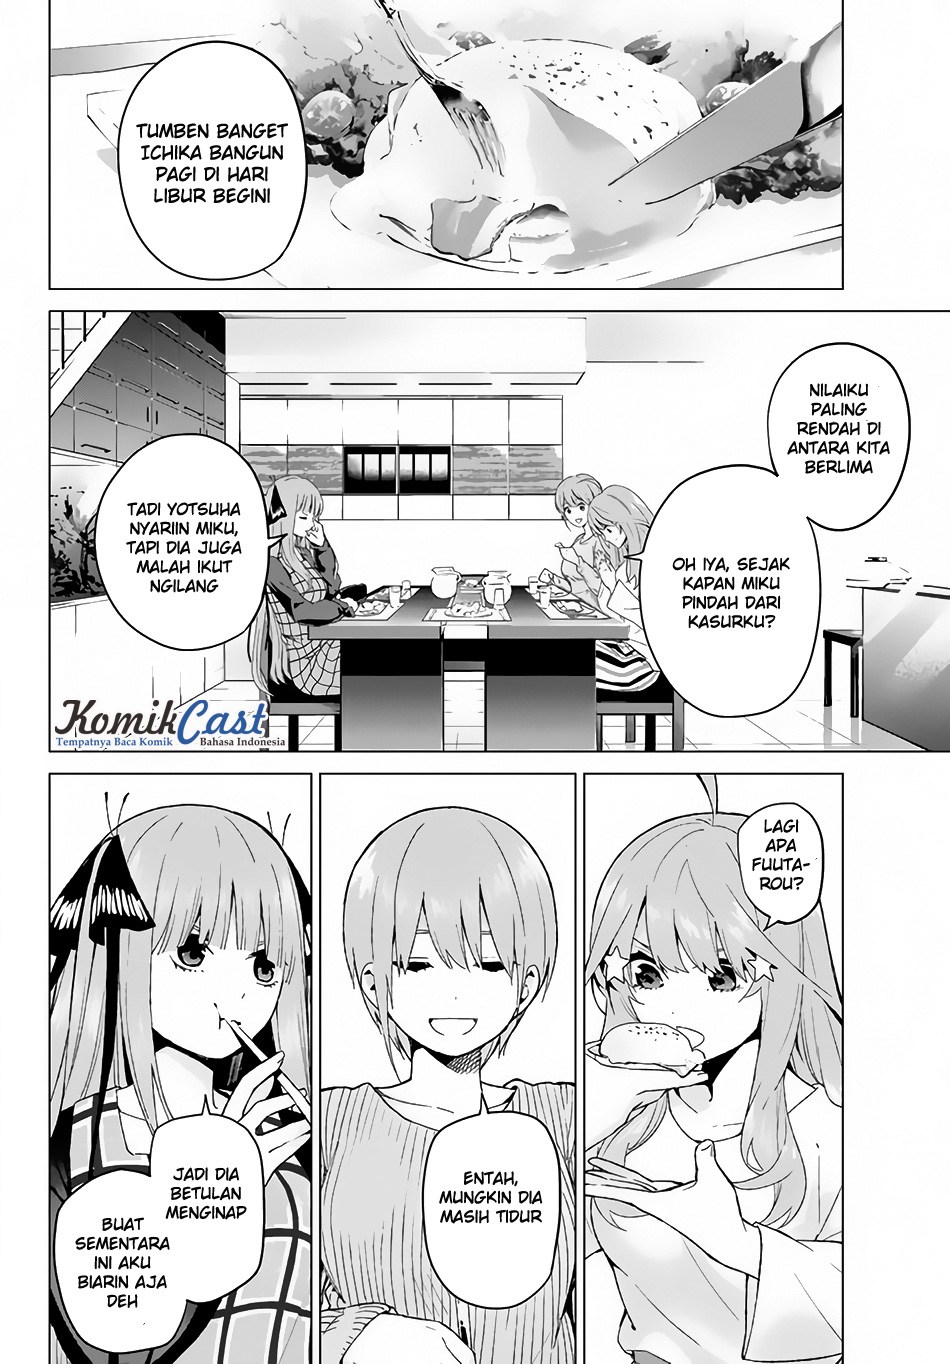 TUMBEN BANGET
ICHIKA BANGUN
PAGI DI HARI
LIBUR BEGINI
NILAIKU
PALING
RENDAH DI
ANTARA KITA
BERLIMA
OH IYA, SEJAK
KAPAN MIKU
PINDAH DARI
KASURKU?
TADI YOTSUHA
NYARIIN MIKU,
TAPI DIA JUGA
MALAH IKUT
NGILANG
KomikCast
Tempatnya Baca Komik Bahasa Indonesia
LAGI
APA
FUUTA-
ROU?
ENTAH,
MUNGKIN DIA
MASIH TIDUR
JADI DIA
BETULAN
MENGINAP
BUAT
SEMENTARA
INI AKU
BIARIN AJA
DEH